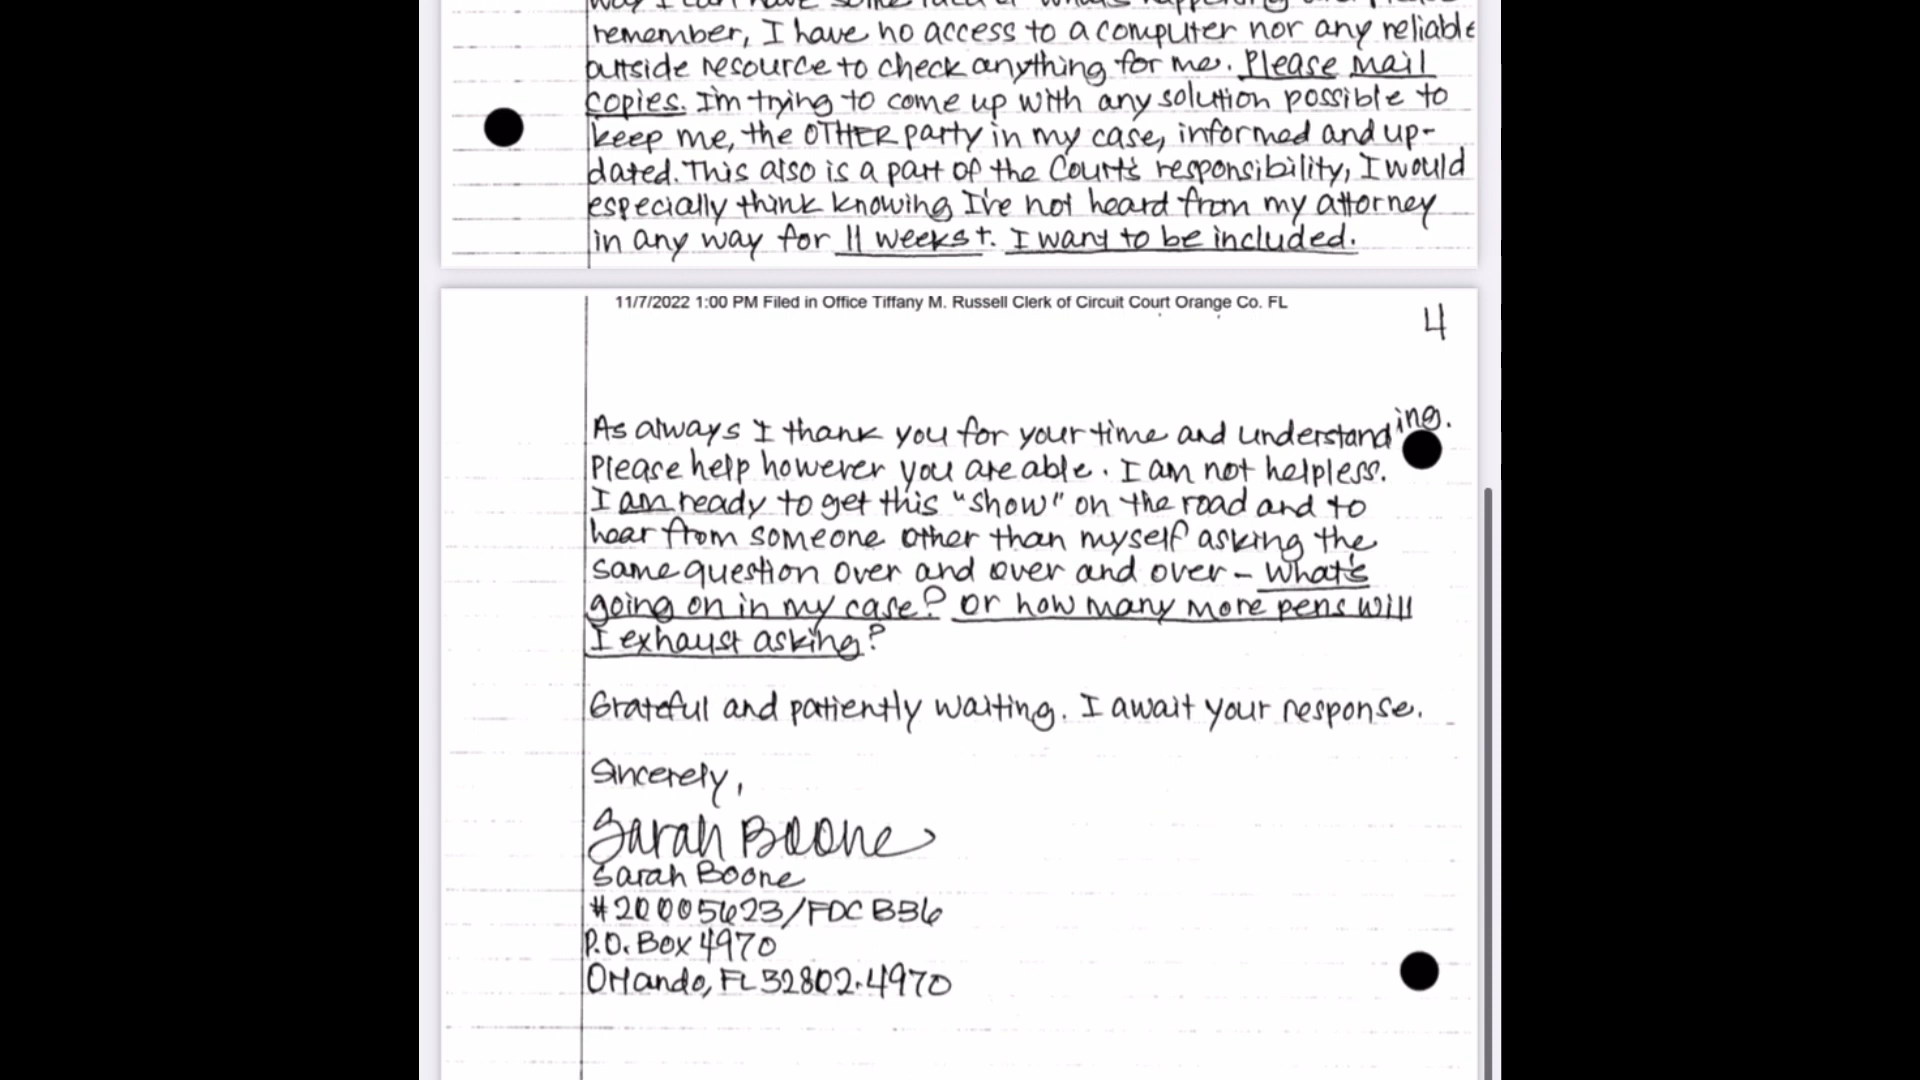 remember, I have no access to a computer nor any reliable
outside resource to check anything for me. Please mail
copies. I'm trying to come up with any solution possible to
keep me, the OTHER party in my case, informed and up-
dated. This also is a part of the Court's responsibility, I would
especially think knowing I've not heard from my attorney
in any way for 11 weeks+. I want to be included.
11/7/2022 1:00 PM Filed in Office Tiffany M. Russell Clerk of Circuit Court Orange Co. FL
4
As always I thank you for your time and understanding.
Please help however you are able. I am not helpless.
I am ready to get this "show" on the road and to
hear from someone other than myself asking the
same question over and over and over - What's
going on in my case? Or how many more pens will
I exhaust asking?
Grateful and patiently waiting. I await your response.
Sincerely,
Sarah Boone
Sarah Boone
#20005623/FDC B36
P.O. Box 4970
Orlando, FL 32802-4970